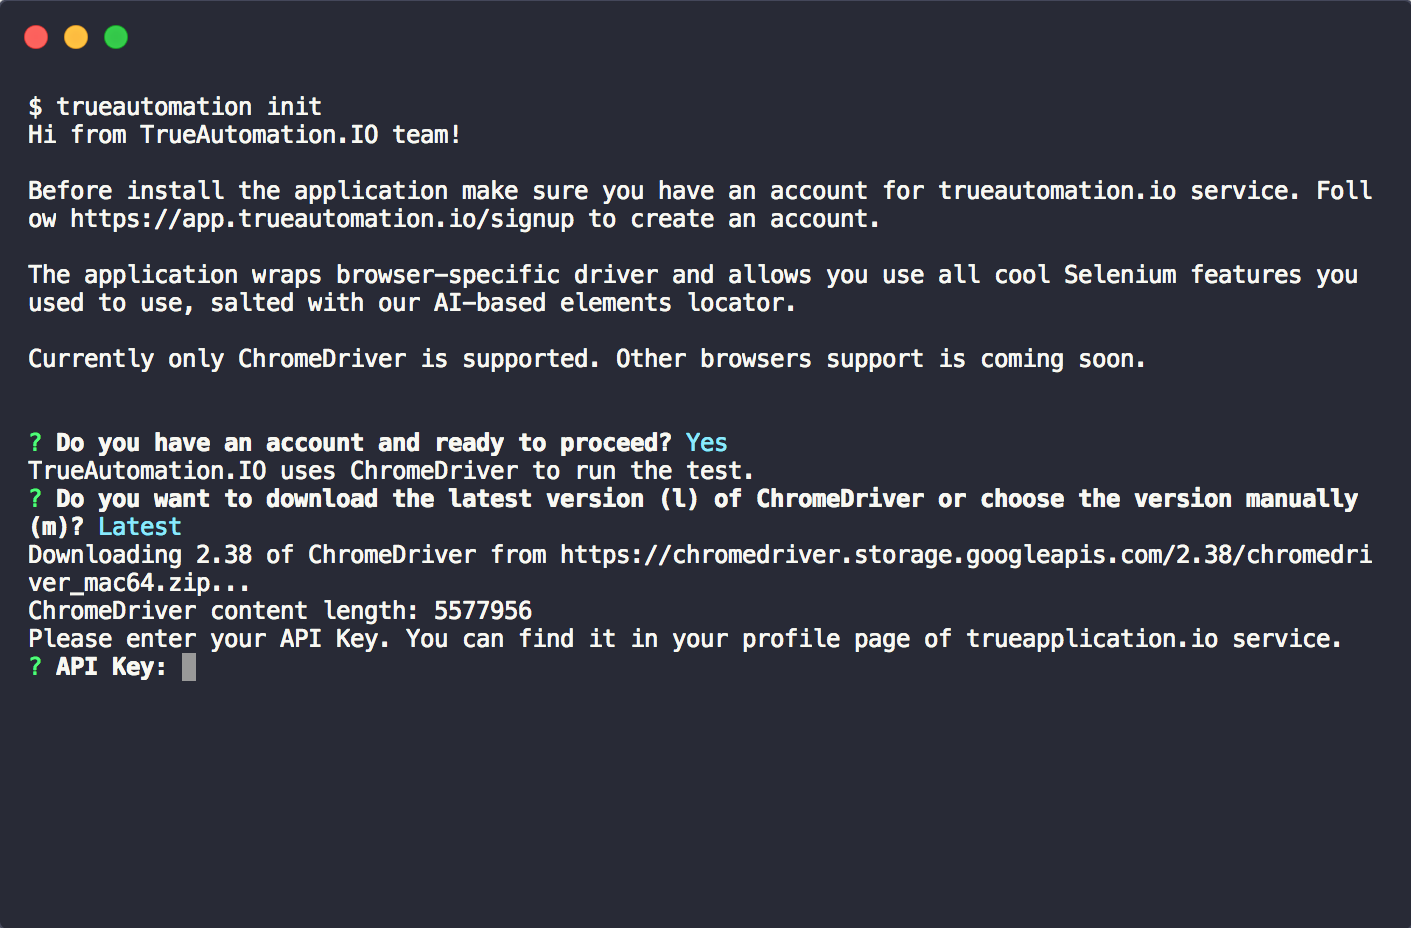 $ trueautomation init
Hi from TrueAutomation.IO team!
Before install the application make sure you have an account for trueautomation.io service. Foll
ow https://app.trueautomation.io/signup to create an account.
The application wraps browser-specific driver and allows you use all cool Selenium features you
used to use, salted with our AI-based elements locator.
Currently only ChromeDriver is supported. Other browsers support is coming soon.
? Do you have an account and ready to proceed? Yes
TrueAutomation.IO uses ChromeDriver to run the test.
? Do you want to download the latest version (l) of ChromeDriver or choose the version manually
(m)? Latest
Downloading 2.38 of ChromeDriver from https://chromedriver.storage.googleapis.com/2.38/chromedri
ver_mac64.zip...
ChromeDriver content length: 5577956
Please enter your API Key. You can find it in your profile page of trueapplication.io service.
? API Key: